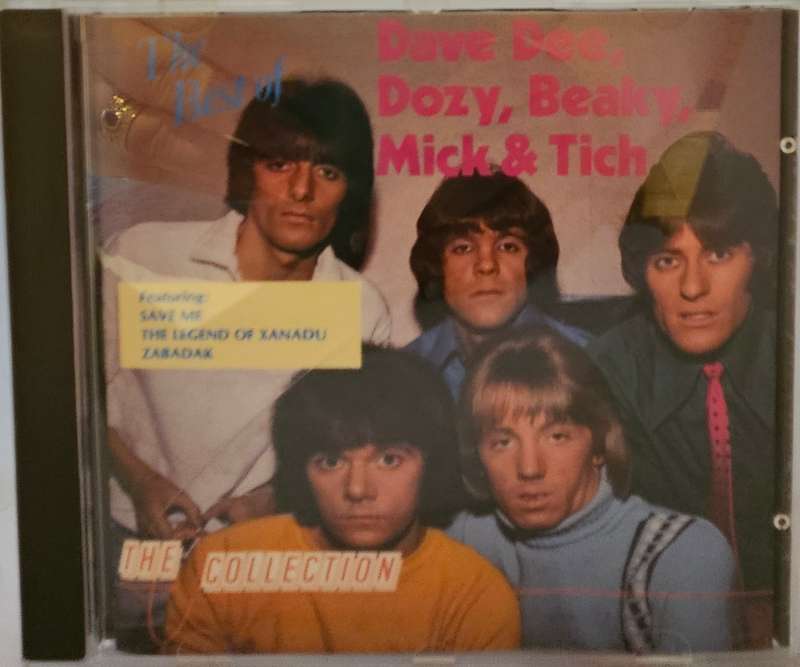 The
Best of
Dave Dee,
Dozy, Beaky,
Mick & Tich
Featuring:
SAVE ME
THE LEGEND OF XANADU
ZABADAK
THE COLLECTION